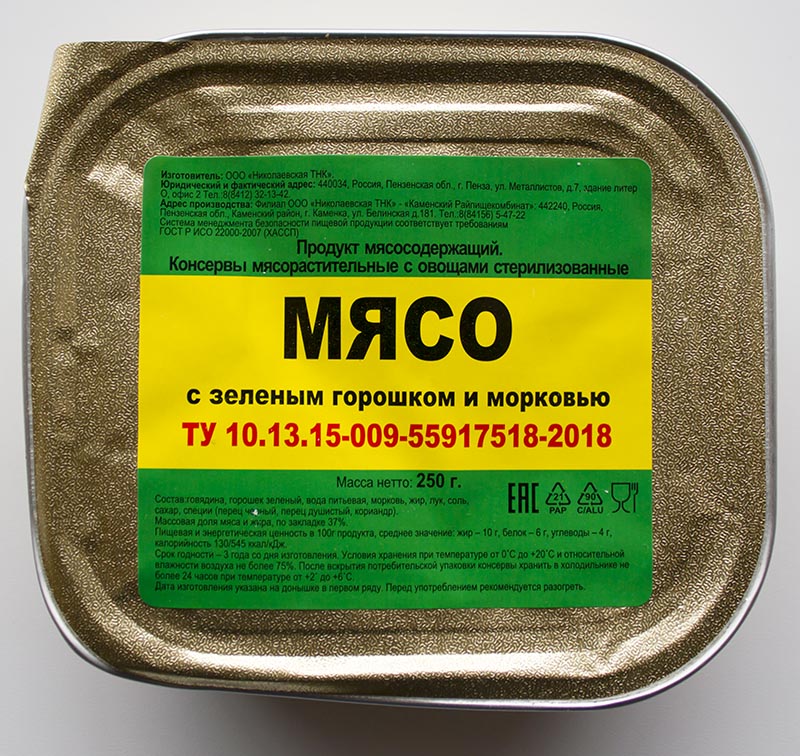 Изготовитель: ООО «Николаевская ТНК».
Юридический и фактический адрес: 440034, Россия, Пензенская обл., г. Пенза, ул. Металлистов, д.7, здание литер
О, офис 2 Тел.:8(8412) 32-13-42.
Адрес производства: Филиал ООО «Николаевская ТНК» - «Каменский Райпищекомбинат»: 442240, Россия,
Пензенская обл., Каменский район, г. Каменка, ул. Белинская д.181. Тел.:8(84156) 5-47-22
Система менеджмента безопасности пищевой продукции соответствует требованиям
ГОСТ Р ИСО 22000-2007 (ХАССП)
Продукт мясосодержащий.
Консервы мясорастительные с овощами стерилизованные
МЯСО
с зеленым горошком и морковью
ТУ 10.13.15-009-55917518-2018
Масса нетто: 250 г.
Состав:говядина, горошек зеленый, вода питьевая, морковь, жир, лук, соль,
сахар, специи (перец черный, перец душистый, кориандр).
Массовая доля мяса и жира, по закладке 37%.
Пищевая и энергетическая ценность в 100г продукта, среднее значение: жир – 10 г, белок – 6 г, углеводы – 4 г,
калорийность 130/545 ккал/кДж.
Срок годности – 3 года со дня изготовления. Условия хранения при температуре от 0˚С до +20˚С и относительной
влажности воздуха не более 75%. После вскрытия потребительской упаковки консервы хранить в холодильнике не
более 24 часов при температуре от +2˚ до +6˚С.
Дата изготовления указана на донышке в первом ряду. Перед употреблением рекомендуется разогреть.
ЕАС
21
PAP
90
C/ALU